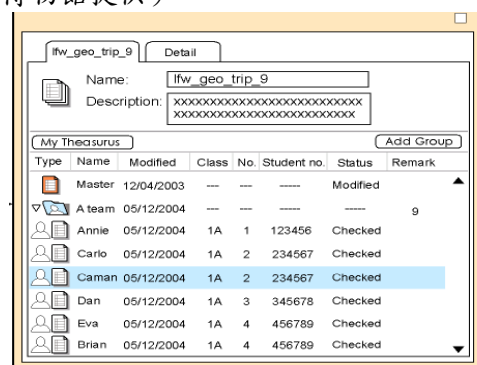 提供）
lfw_geo_trip_9 Detail
Name: lfw_geo_trip_9
Description: xxxxxxxxxxxxxxxxxxxxxxxxxxx
xxxxxxxxxxxxxxxxxxxxxxxxxx
My Theasurus Add Group
Type Name Modified Class No. Student no. Status Remark
Master 12/04/2003 --- --- ----- Modified
A team 05/12/2004 --- --- ----- ----- 9
Annie 05/12/2004 1A 1 123456 Checked
Carlo 05/12/2004 1A 2 234567 Checked
Caman 05/12/2004 1A 2 234567 Checked
Dan 05/12/2004 1A 3 345678 Checked
Eva 05/12/2004 1A 4 456789 Checked
Brian 05/12/2004 1A 4 456789 Checked